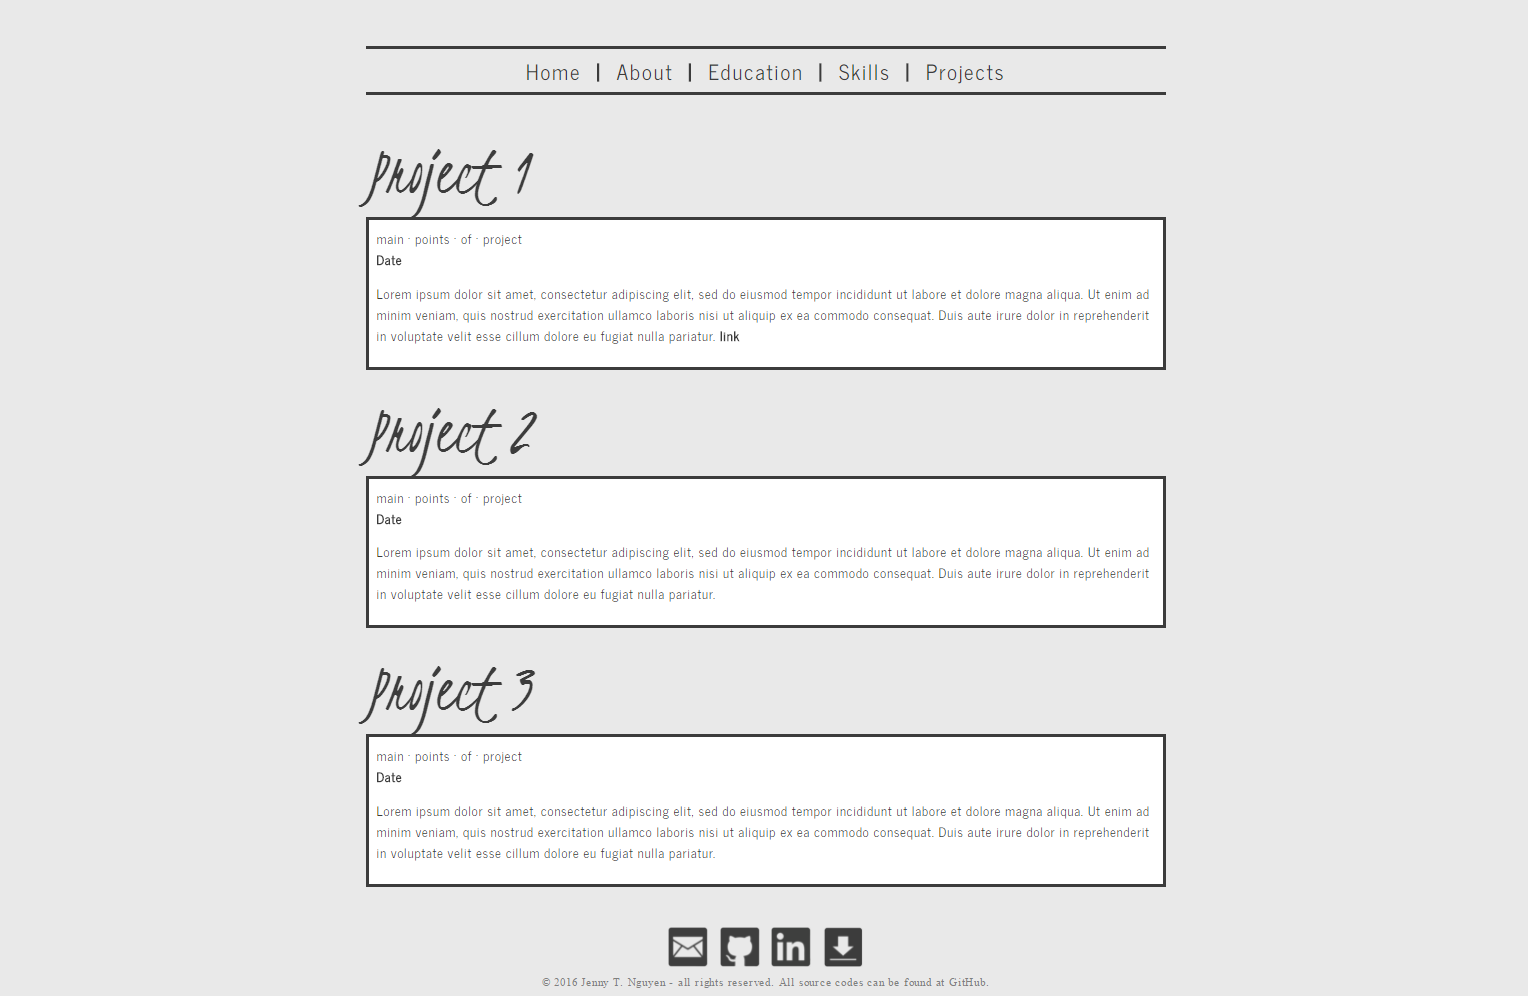 Home | About | Education | Skills | Projects
Project 1
main · points · of · project
Date
Lorem ipsum dolor sit amet, consectetur adipiscing elit, sed do eiusmod tempor incididunt ut labore et dolore magna aliqua. Ut enim ad
minim veniam, quis nostrud exercitation ullamco laboris nisi ut aliquip ex ea commodo consequat. Duis aute irure dolor in reprehenderit
in voluptate velit esse cillum dolore eu fugiat nulla pariatur. link
Project 2
main · points · of · project
Date
Lorem ipsum dolor sit amet, consectetur adipiscing elit, sed do eiusmod tempor incididunt ut labore et dolore magna aliqua. Ut enim ad
minim veniam, quis nostrud exercitation ullamco laboris nisi ut aliquip ex ea commodo consequat. Duis aute irure dolor in reprehenderit
in voluptate velit esse cillum dolore eu fugiat nulla pariatur.
Project 3
main · points · of · project
Date
Lorem ipsum dolor sit amet, consectetur adipiscing elit, sed do eiusmod tempor incididunt ut labore et dolore magna aliqua. Ut enim ad
minim veniam, quis nostrud exercitation ullamco laboris nisi ut aliquip ex ea commodo consequat. Duis aute irure dolor in reprehenderit
in voluptate velit esse cillum dolore eu fugiat nulla pariatur.
in
© 2016 Jenny T. Nguyen - all rights reserved. All source codes can be found at GitHub.